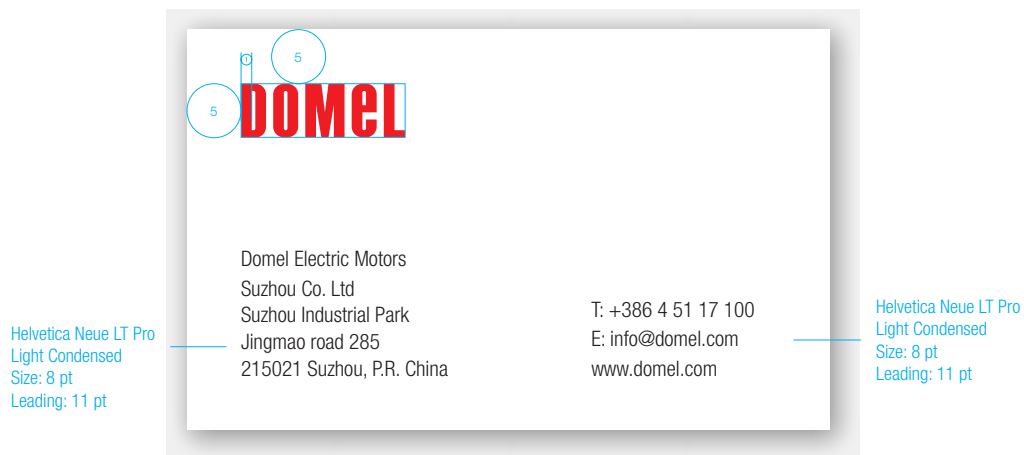 1
5
5
DOMEL
Domel Electric Motors
Suzhou Co. Ltd
Suzhou Industrial Park
Jingmao road 285
215021 Suzhou, P.R. China
T: +386 4 51 17 100
E: info@domel.com
www.domel.com
Helvetica Neue LT Pro
Light Condensed
Size: 8 pt
Leading: 11 pt
Helvetica Neue LT Pro
Light Condensed
Size: 8 pt
Leading: 11 pt